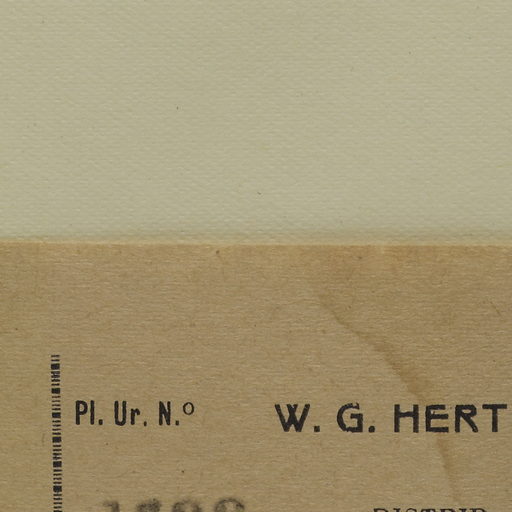 Pl. Ur. N.º W. G. HERT